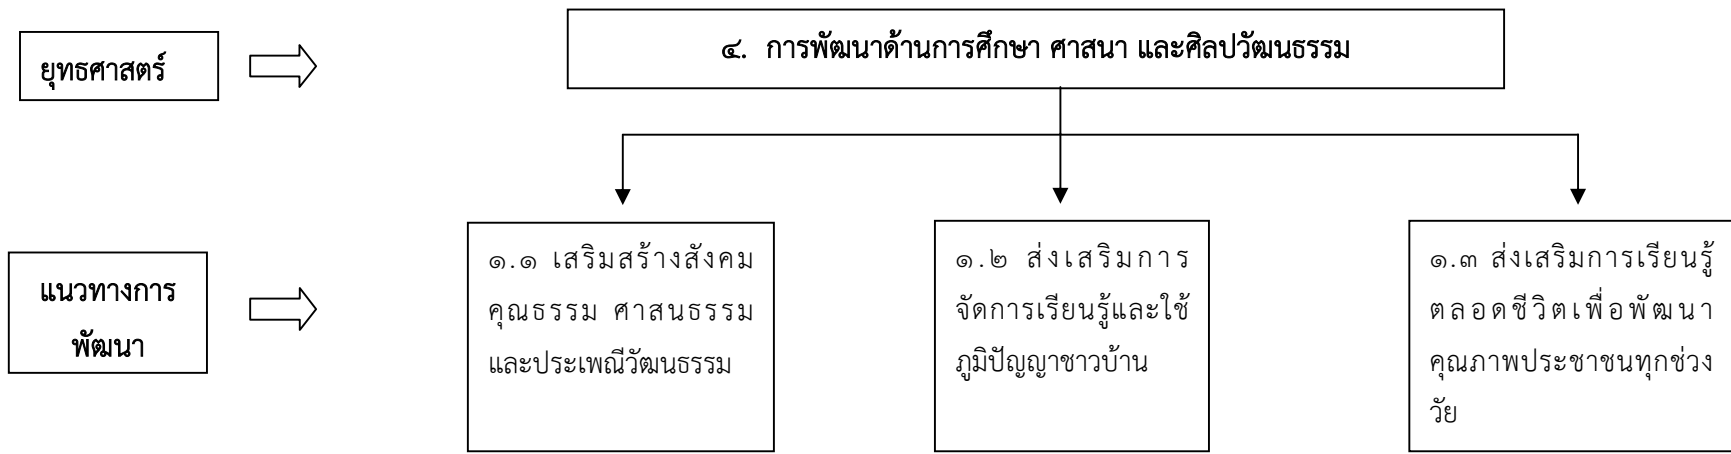 ยุทธศาสตร์
๔. การพัฒนาด้านการศึกษา ศาสนา และศิลปวัฒนธรรม
แนวทางการ
พัฒนา
๑.๑ เสริมสร้างสังคม
คุณธรรม ศาสนธรรม
และประเพณีวัฒนธรรม
๑.๒ ส่งเสริมการ
จัดการเรียนรู้และใช้
ภูมิปัญญาชาวบ้าน
๑.๓ ส่งเสริมการเรียนรู้
ตลอดชีวิตเพื่อพัฒนา
คุณภาพประชาชนทุกช่วง
วัย